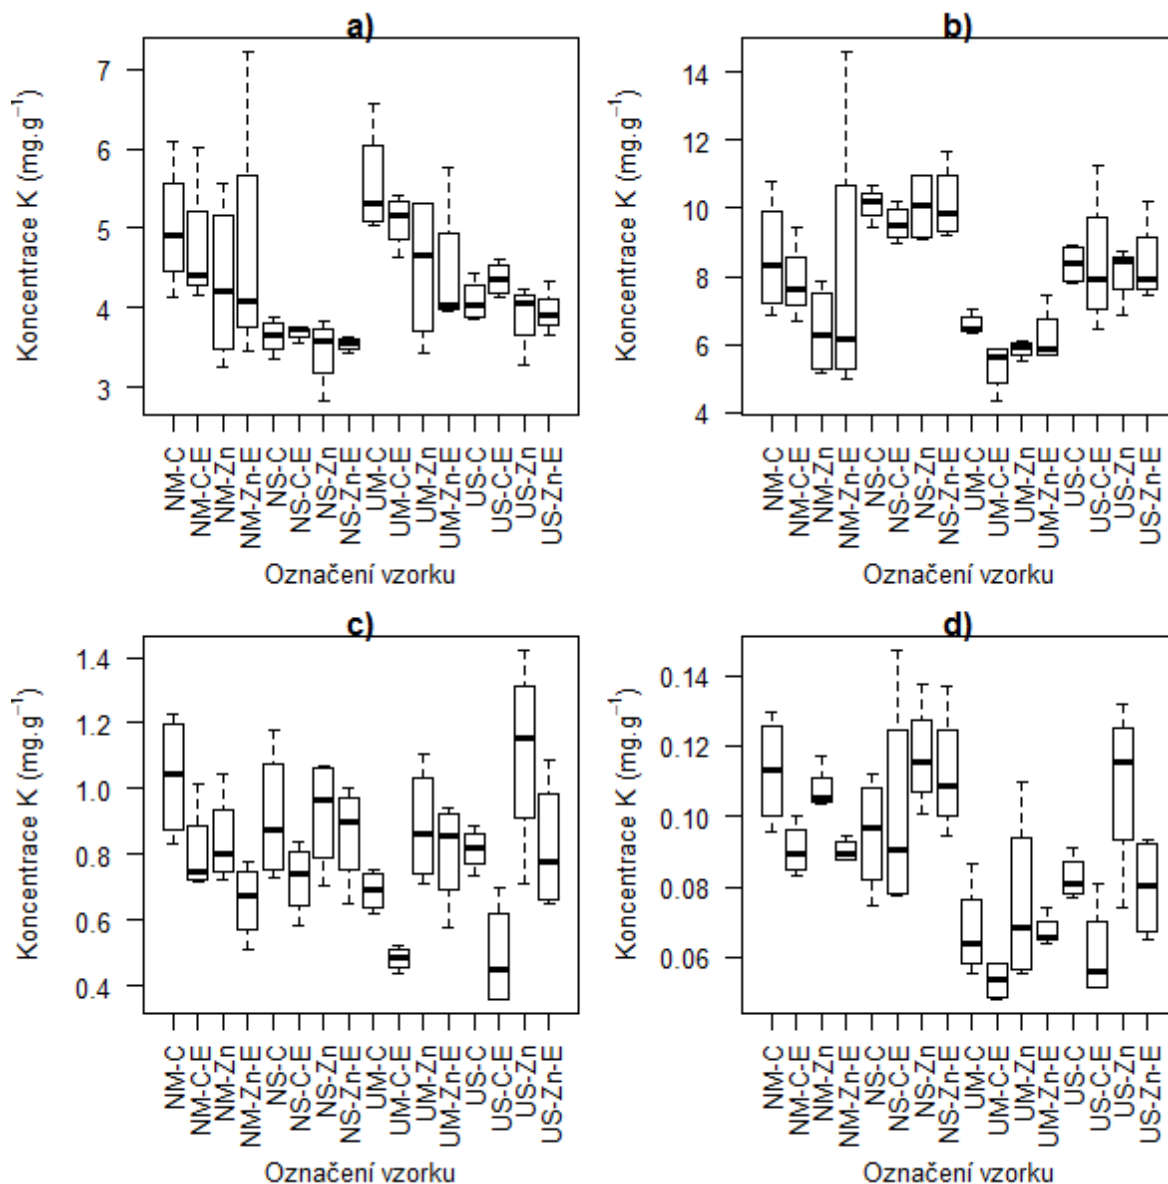 a)
Koncentrace K (mg.g⁻¹)
7
6
5
4
3
NM-C
NM-C-E
NM-Zn
NM-Zn-E
NS-C
NS-C-E
NS-Zn
NS-Zn-E
UM-C
UM-C-E
UM-Zn
UM-Zn-E
US-C
US-C-E
US-Zn
US-Zn-E
Označení vzorku
b)
Koncentrace K (mg.g⁻¹)
14
12
10
8
6
4
NM-C
NM-C-E
NM-Zn
NM-Zn-E
NS-C
NS-C-E
NS-Zn
NS-Zn-E
UM-C
UM-C-E
UM-Zn
UM-Zn-E
US-C
US-C-E
US-Zn
US-Zn-E
Označení vzorku
c)
Koncentrace K (mg.g⁻¹)
1.4
1.2
1.0
0.8
0.6
0.4
NM-C
NM-C-E
NM-Zn
NM-Zn-E
NS-C
NS-C-E
NS-Zn
NS-Zn-E
UM-C
UM-C-E
UM-Zn
UM-Zn-E
US-C
US-C-E
US-Zn
US-Zn-E
Označení vzorku
d)
Koncentrace K (mg.g⁻¹)
0.14
0.12
0.10
0.08
0.06
NM-C
NM-C-E
NM-Zn
NM-Zn-E
NS-C
NS-C-E
NS-Zn
NS-Zn-E
UM-C
UM-C-E
UM-Zn
UM-Zn-E
US-C
US-C-E
US-Zn
US-Zn-E
Označení vzorku